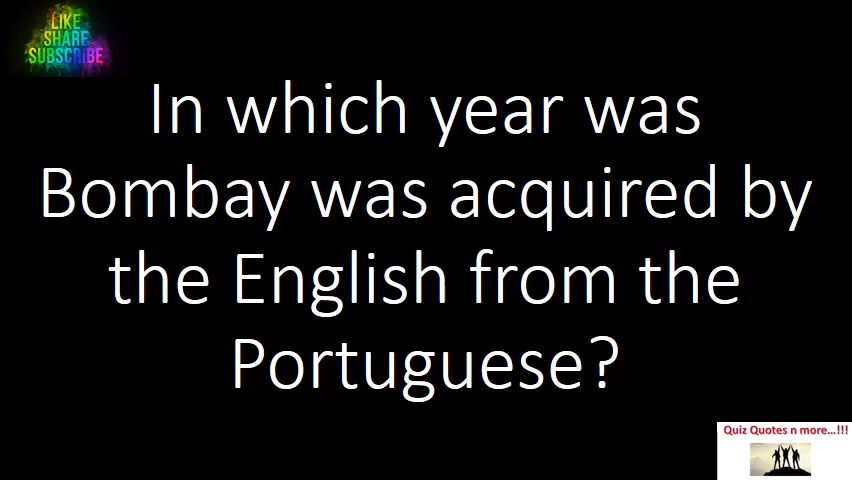 LIKE
SHARE
SUBSCRIBE
In which year was
Bombay was acquired by
the English from the
Portuguese?
Quiz Quotes n more...!!!